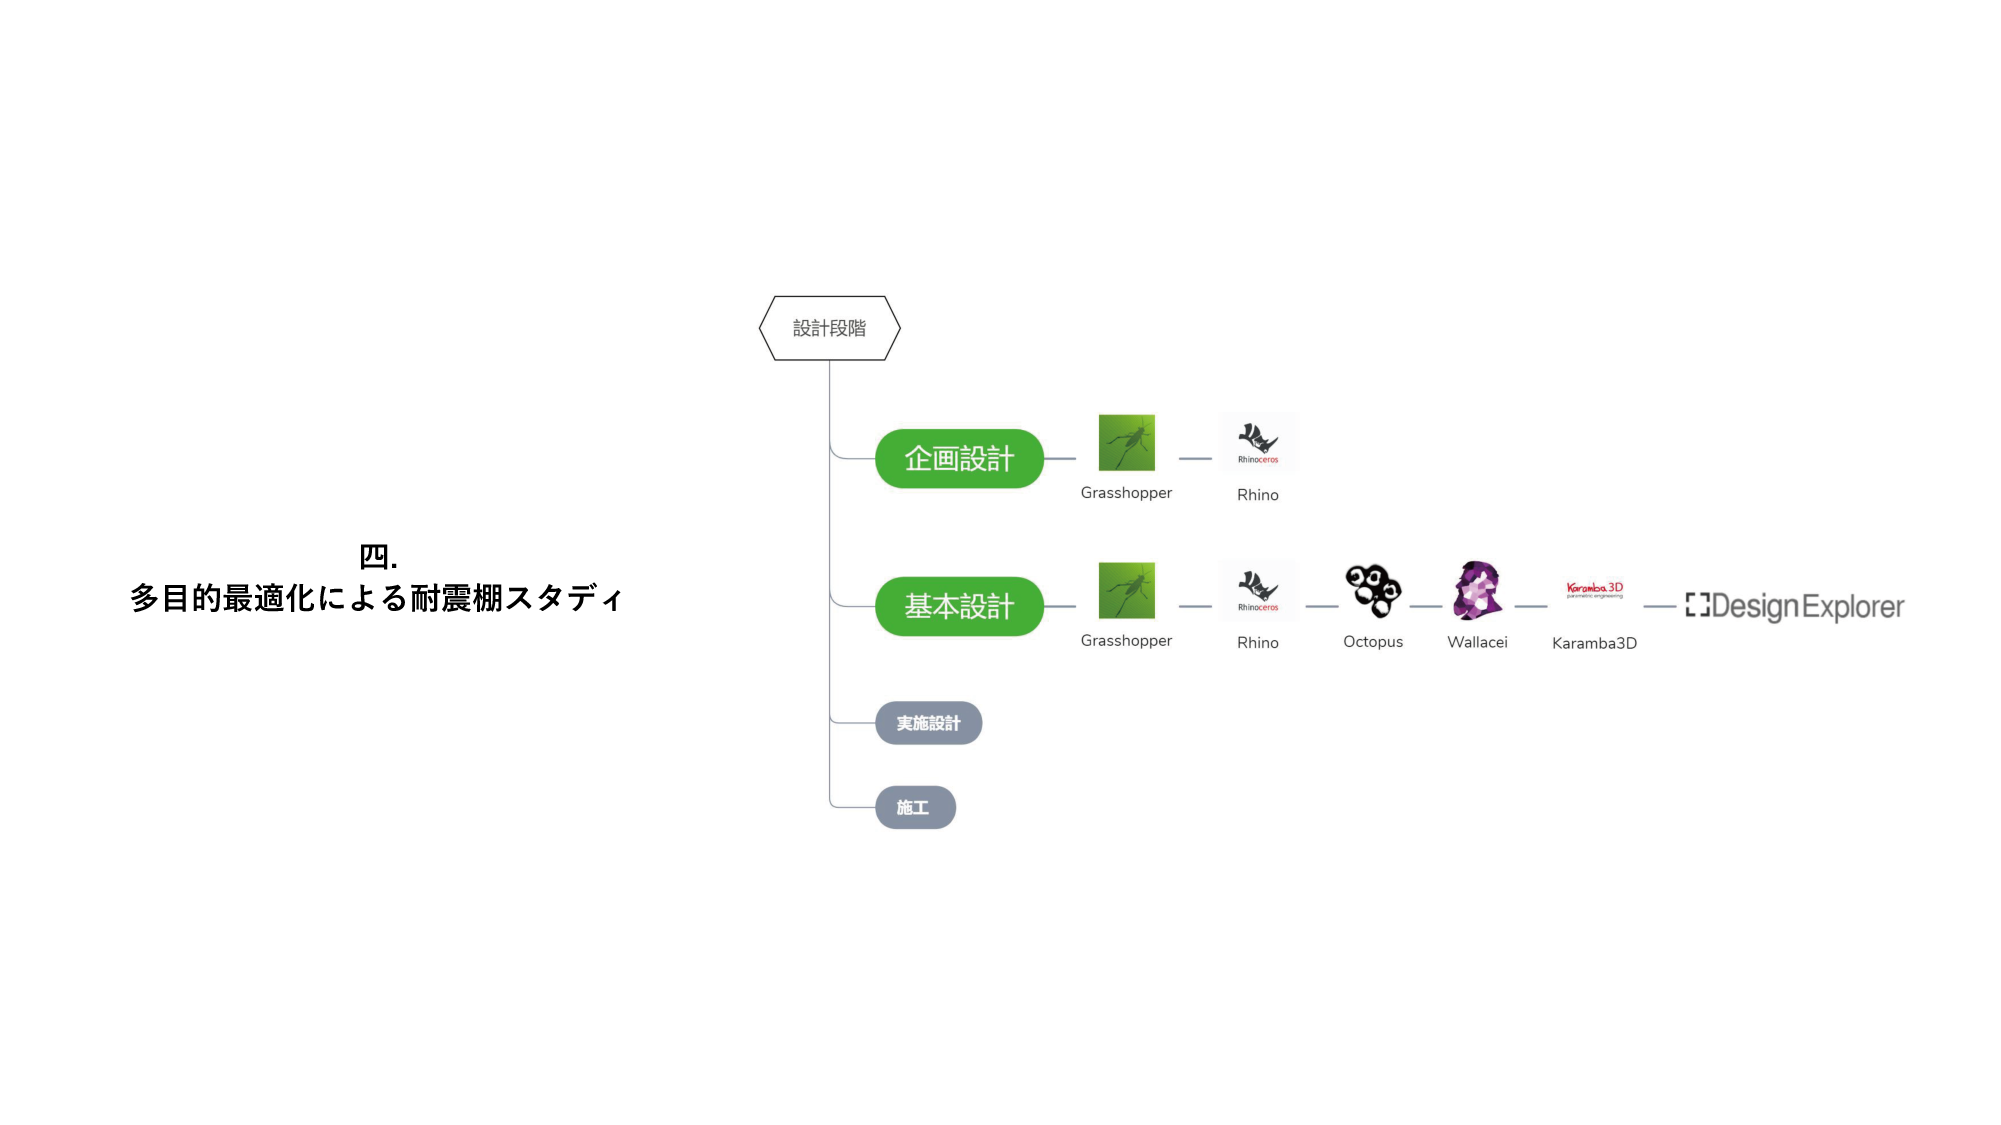 四.
多目的最適化による耐震棚スタディ
設計段階
企画設計
Rhinoceros
Grasshopper
Rhino
基本設計
Rhinoceros
Karamba3D
parametric engineering
DesignExplorer
Grasshopper
Rhino
Octopus
Wallacei
Karamba3D
実施設計
施工